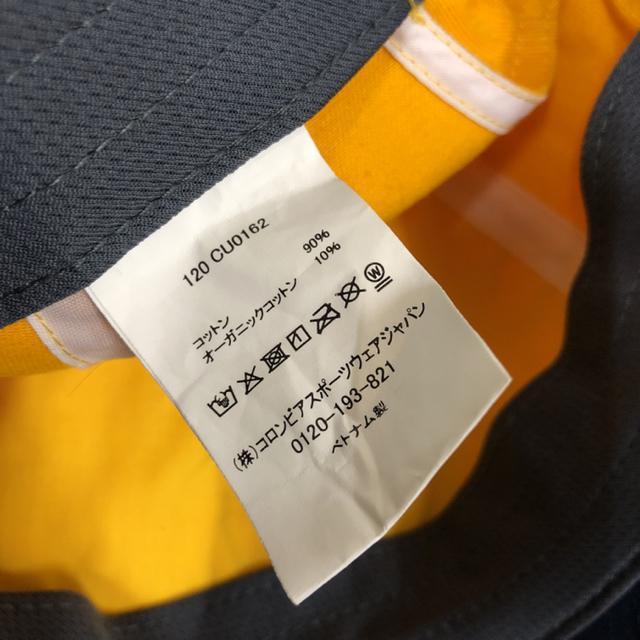 120 CU0162
コットン 90%
オーガニックコットン 10%
(株)コロンビアスポーツウェアジャパン
0120-193-821
ベトナム製